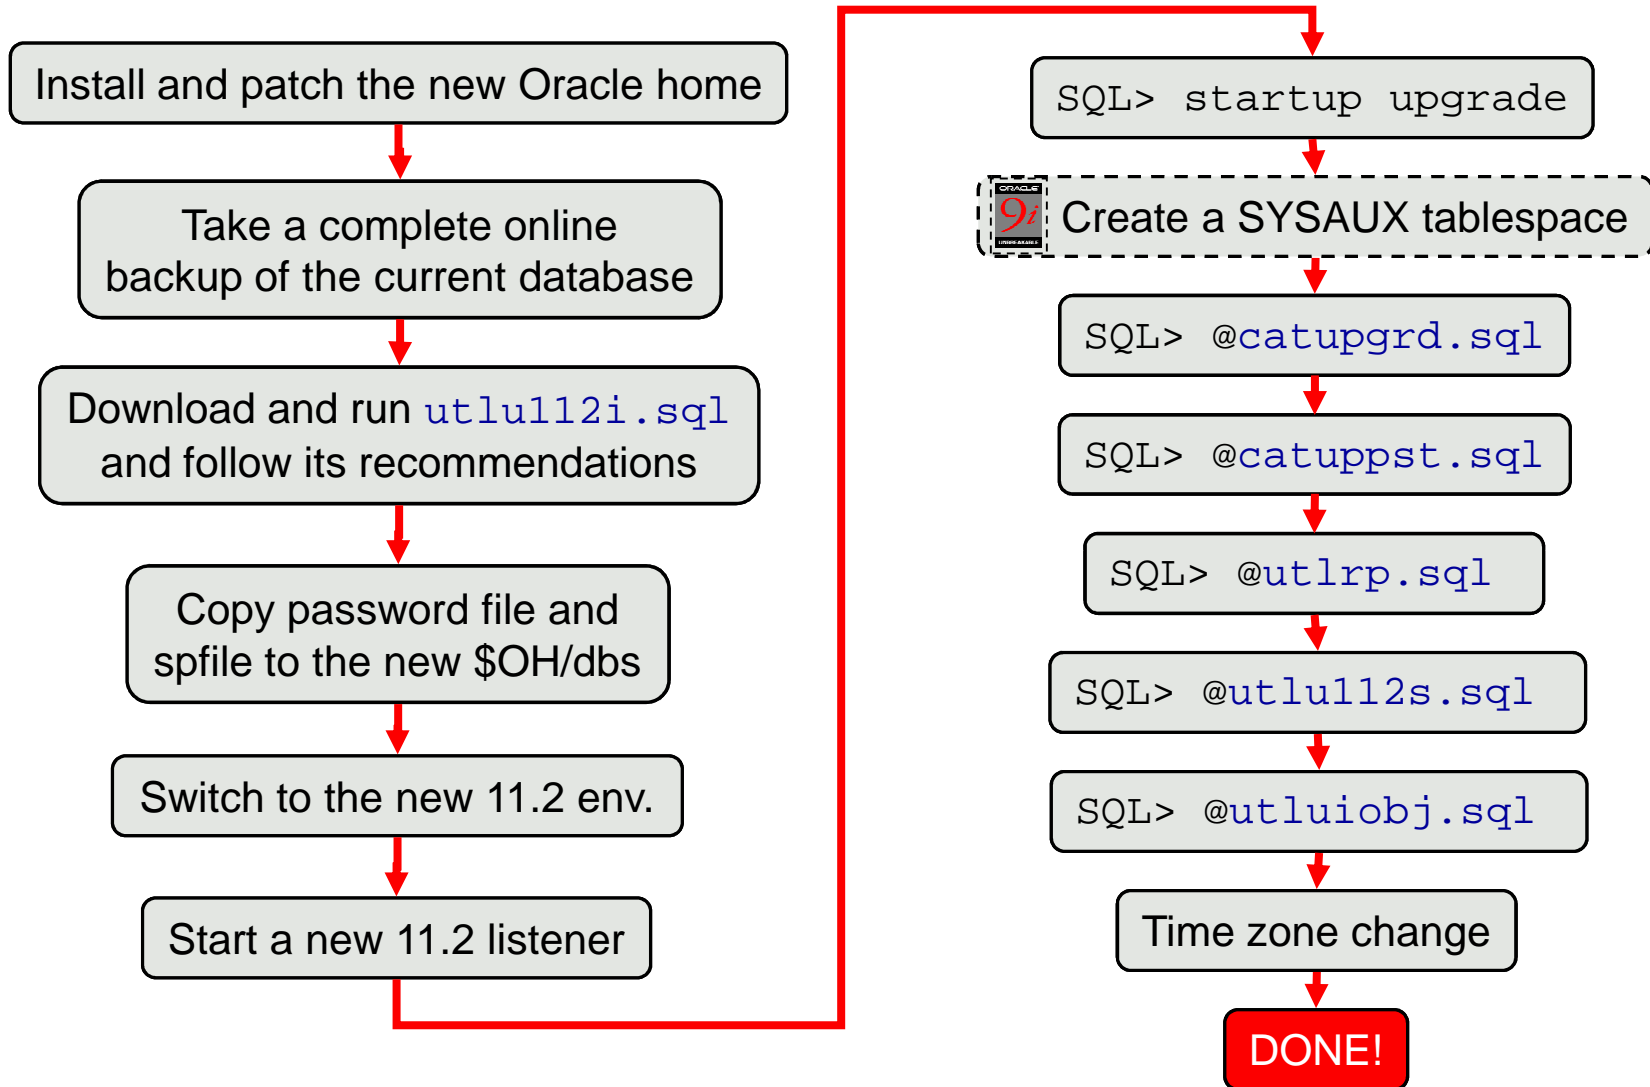 Install and patch the new Oracle home
Take a complete online
backup of the current database
Download and run utlu112i.sql
and follow its recommendations
Copy password file and
spfile to the new $OH/dbs
Switch to the new 11.2 env.
Start a new 11.2 listener
SQL> startup upgrade
ORACLE
9i
UNBREAKABLE
Create a SYSAUX tablespace
SQL> @catupgrd.sql
SQL> @catuppst.sql
SQL> @utlrp.sql
SQL> @utlu112s.sql
SQL> @utluiobj.sql
Time zone change
DONE!